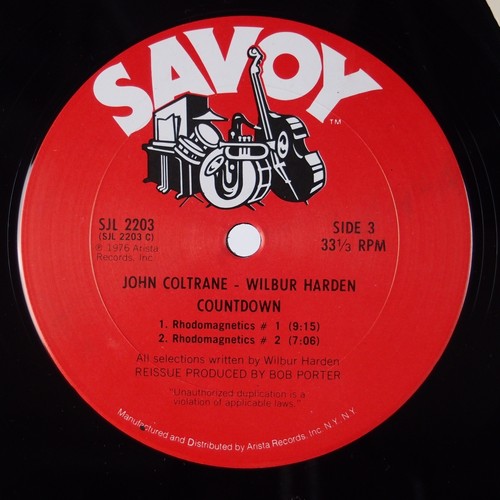 SAVOY
TM
SJL 2203
(SJL 2203 C)
℗ 1976 Arista
Records, Inc.
SIDE 3
33 1/3 RPM
JOHN COLTRANE - WILBUR HARDEN
COUNTDOWN
1. Rhodomagnetics # 1 (9:15)
2. Rhodomagnetics # 2 (7:06)
All selections written by Wilbur Harden
REISSUE PRODUCED BY BOB PORTER
"Unauthorized duplication is a
violation of applicable laws."
Manufactured and Distributed by Arista Records, Inc. N.Y. N.Y.